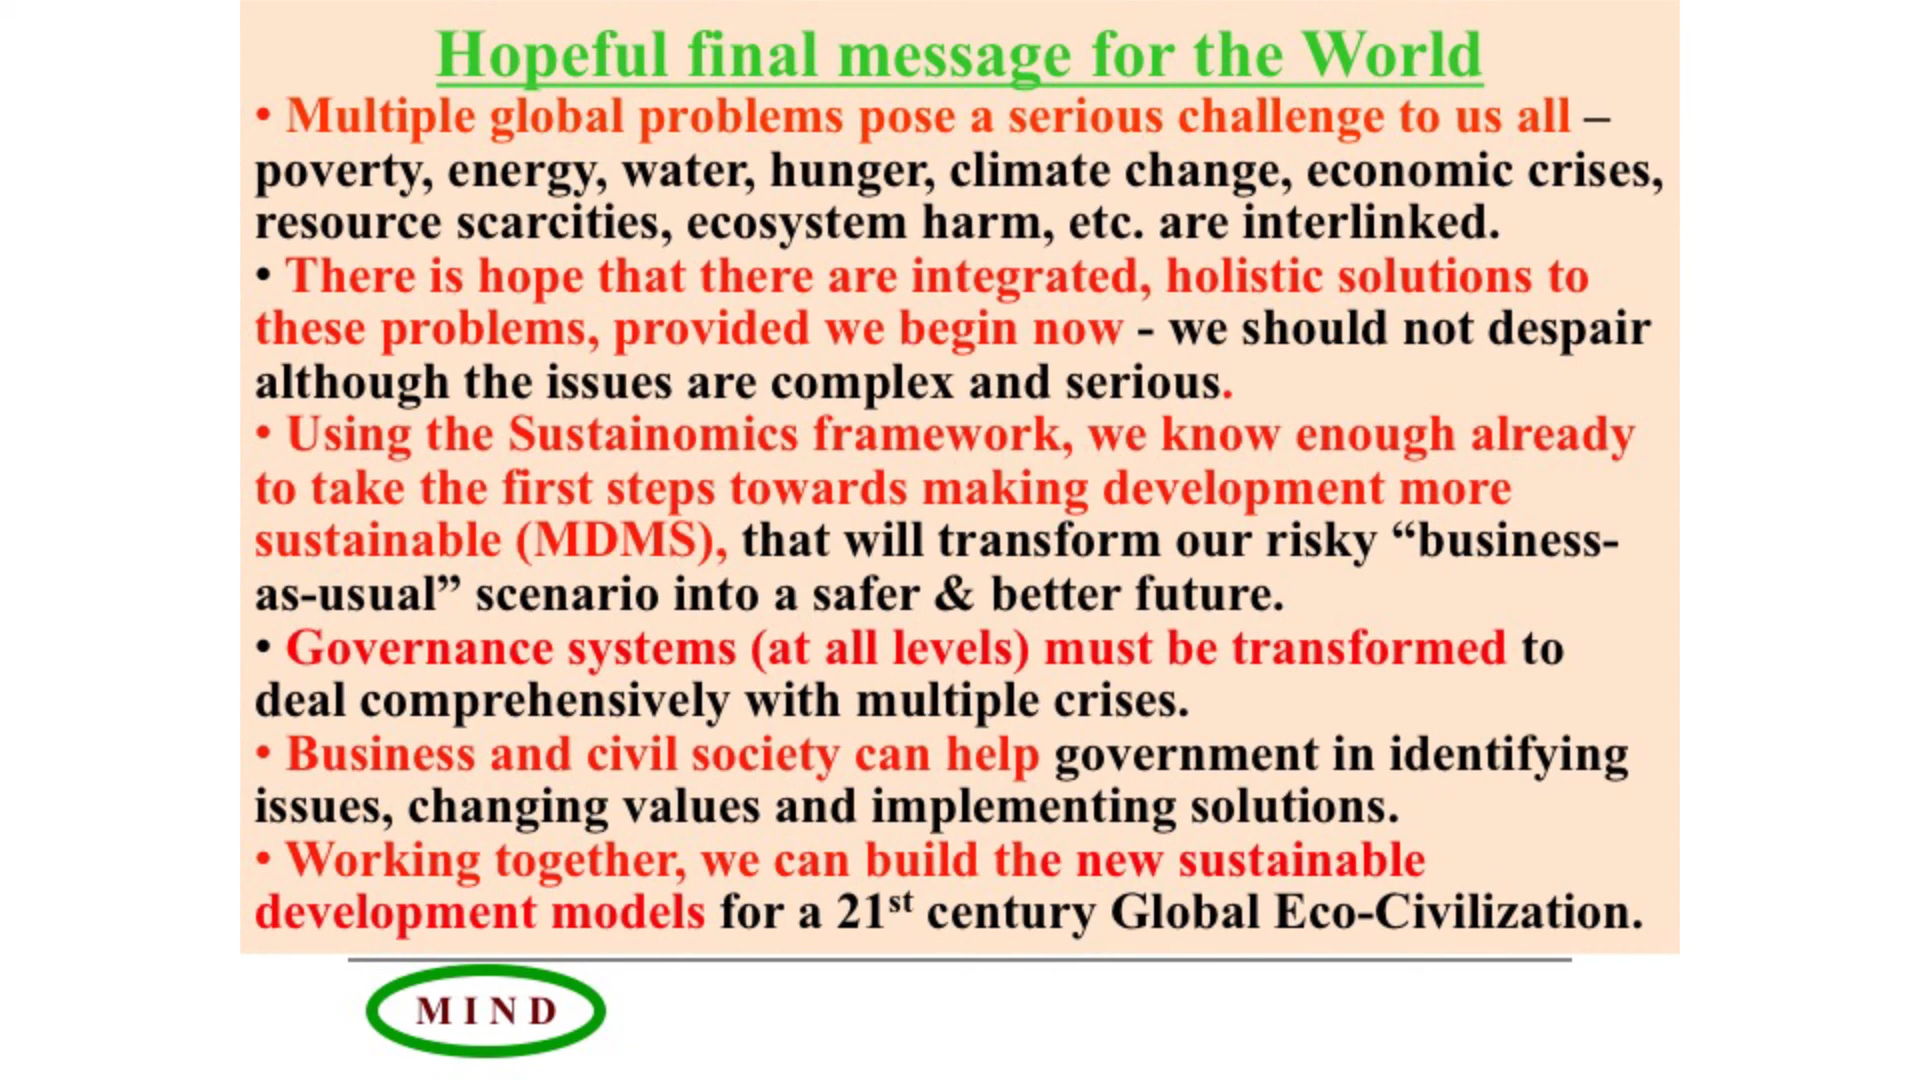 Hopeful final message for the World
• Multiple global problems pose a serious challenge to us all –
poverty, energy, water, hunger, climate change, economic crises,
resource scarcities, ecosystem harm, etc. are interlinked.
• There is hope that there are integrated, holistic solutions to
these problems, provided we begin now - we should not despair
although the issues are complex and serious.
• Using the Sustainomics framework, we know enough already
to take the first steps towards making development more
sustainable (MDMS), that will transform our risky “business-
as-usual” scenario into a safer & better future.
• Governance systems (at all levels) must be transformed to
deal comprehensively with multiple crises.
• Business and civil society can help government in identifying
issues, changing values and implementing solutions.
• Working together, we can build the new sustainable
development models for a 21st century Global Eco-Civilization.
M I N D